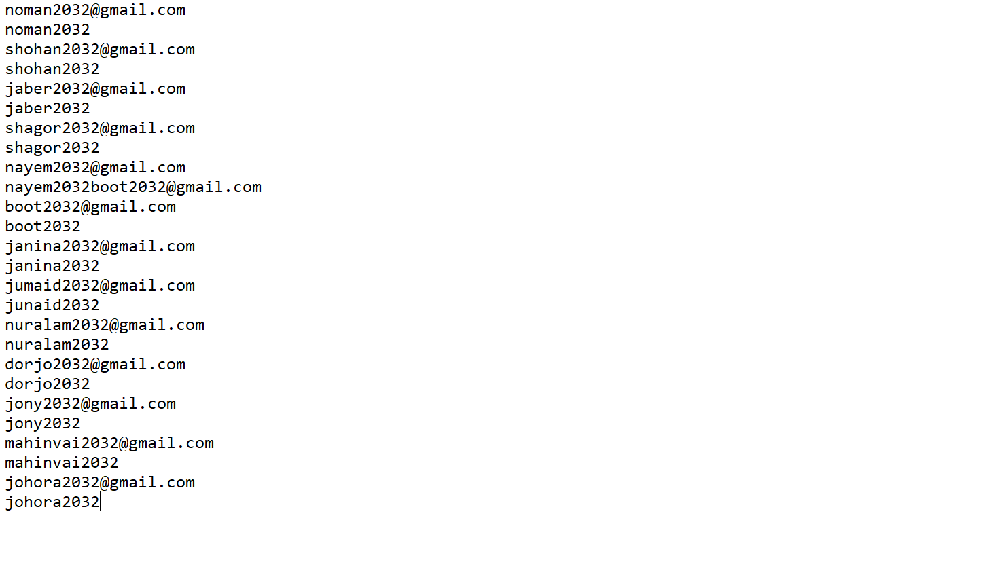 noman2032@gmail.com
noman2032
shohan2032@gmail.com
shohan2032
jaber2032@gmail.com
jaber2032
shagor2032@gmail.com
shagor2032
nayem2032@gmail.com
nayem2032boot2032@gmail.com
boot2032@gmail.com
boot2032
janina2032@gmail.com
janina2032
jumaid2032@gmail.com
junaid2032
nuralam2032@gmail.com
nuralam2032
dorjo2032@gmail.com
dorjo2032
jony2032@gmail.com
jony2032
mahinvai2032@gmail.com
mahinvai2032
johora2032@gmail.com
johora2032